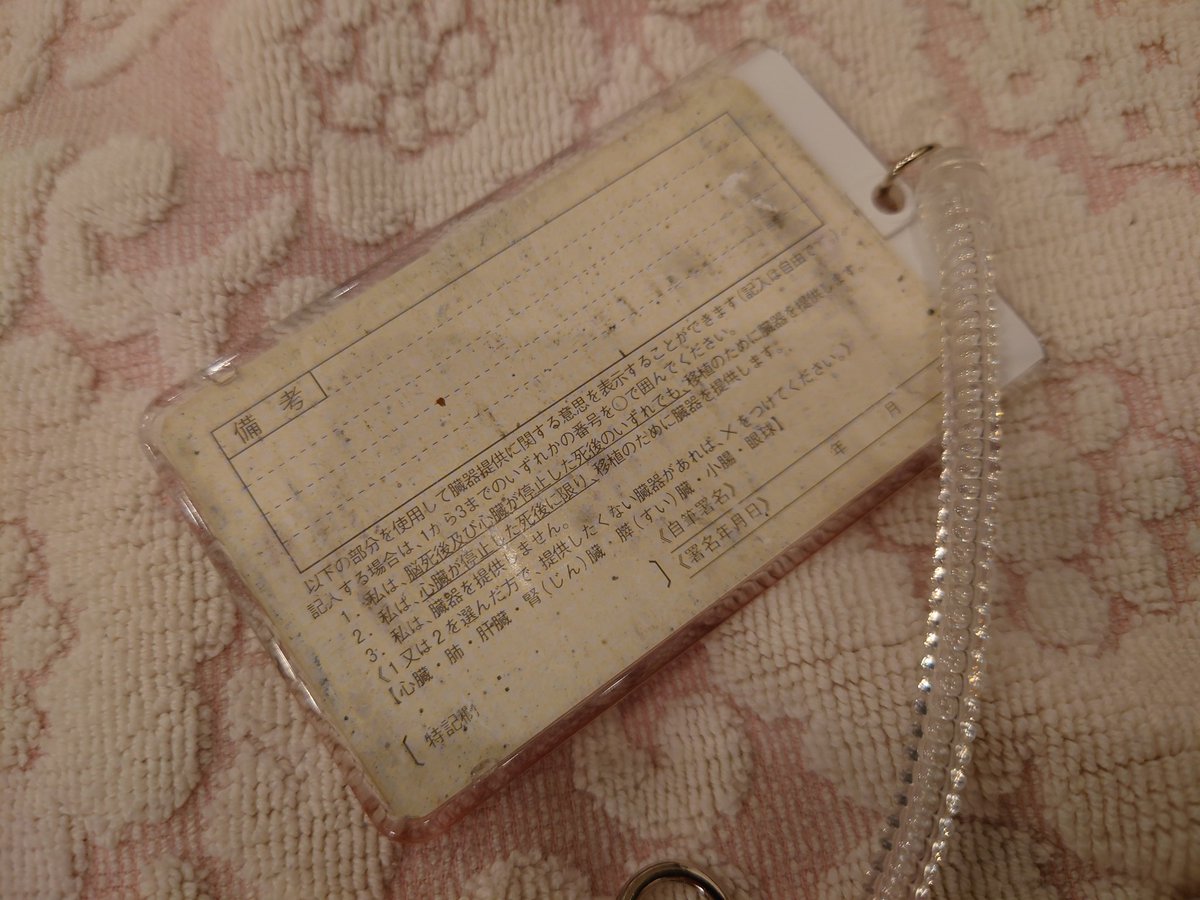 備考
以下の部分を使用して臓器提供に関する意思を表示することができます(記入は自由で
記入する場合は、1から3までのいずれかの番号を○で囲んでください。
1. 私は、脳死後及び心臓が停止した死後のいずれでも、移植のために臓器を提供します.
2. 私は、心臓が停止した死後に限り、移植のために臓器を提供します。
3. 私は、臓器を提供しません。
《1又は2を選んだ方で、提供したくない臓器があれば、×をつけてください。》
【心臓・肺・肝臓・腎(じん)臓・膵(すい)臓・小腸・眼球】
〔特記欄 〕
《自筆署名》
《署名年月日》 年 月